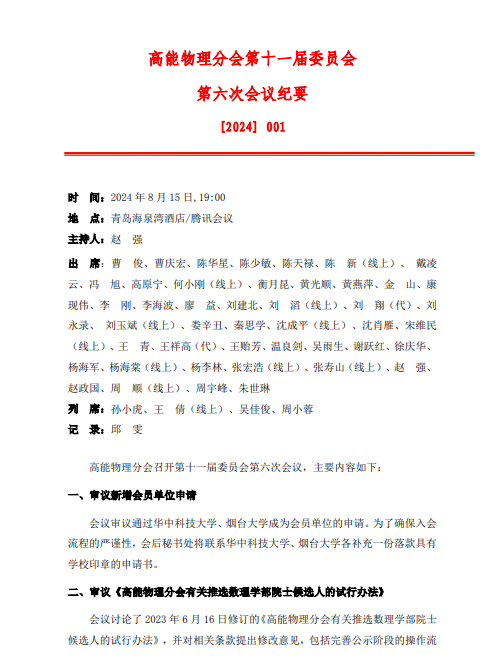 高能物理分会第十一届委员会
第六次会议纪要
[2024] 001
时　间：2024年8月15日,19:00
地　点：青岛海泉湾酒店/腾讯会议
主持人：赵　强
出　席：曹　俊、曹庆宏、陈华星、陈少敏、陈天禄、陈　新（线上）、　戴凌
云、冯　旭、高原宁、何小刚（线上）、衡月昆、黄光顺、黄燕萍、金　山、康
现伟、李　刚、李海波、廖　益、刘建北、刘　滔（线上）、刘　翔（代）、刘
永录、　刘玉斌（线上）、娄辛丑、秦思学、沈成平（线上）、沈肖雁、宋维民
（线上）、王　青、王祥高（代）、王贻芳、温良剑、吴雨生、谢跃红、徐庆华、
杨海军、杨海棠（线上）、杨李林、张宏浩（线上）、张寿山（线上）、赵　强、
赵政国、周　顺（线上）、周宇峰、朱世琳
列　席：孙小虎、王　倩（线上）、吴佳俊、周小蓉
记　录：邱　雯
高能物理分会召开第十一届委员会第六次会议，主要内容如下：
一、审议新增会员单位申请
会议审议通过华中科技大学、烟台大学成为会员单位的申请。为了确保入会
流程的严谨性，会后秘书处将联系华中科技大学、烟台大学各补充一份落款具有
学校印章的申请书。
二、审议《高能物理分会有关推选数理学部院士候选人的试行办法》
会议讨论了2023年6月16日修订的《高能物理分会有关推选数理学部院士
候选人的试行办法》，并对相关条款提出修改意见，包括完善公示阶段的操作流